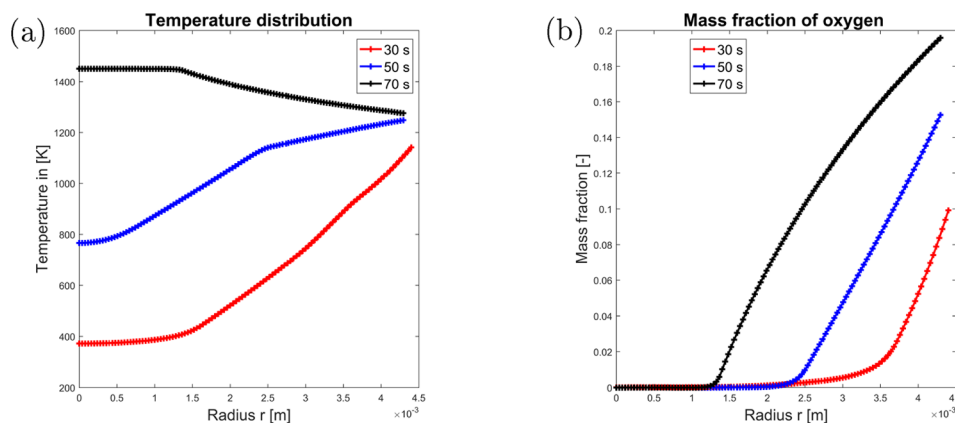 (a)
Temperature distribution
1600
1400
1200
1000
800
600
400
200
Temperature in [K]
30 s
50 s
70 s
0 0.5 1 1.5 2 2.5 3 3.5 4 4.5
×10⁻³
Radius r [m]
(b)
Mass fraction of oxygen
0.2
0.18
0.16
0.14
0.12
0.1
0.08
0.06
0.04
0.02
0
Mass fraction [-]
30 s
50 s
70 s
0 0.5 1 1.5 2 2.5 3 3.5 4 4.5
×10⁻³
Radius r [m]